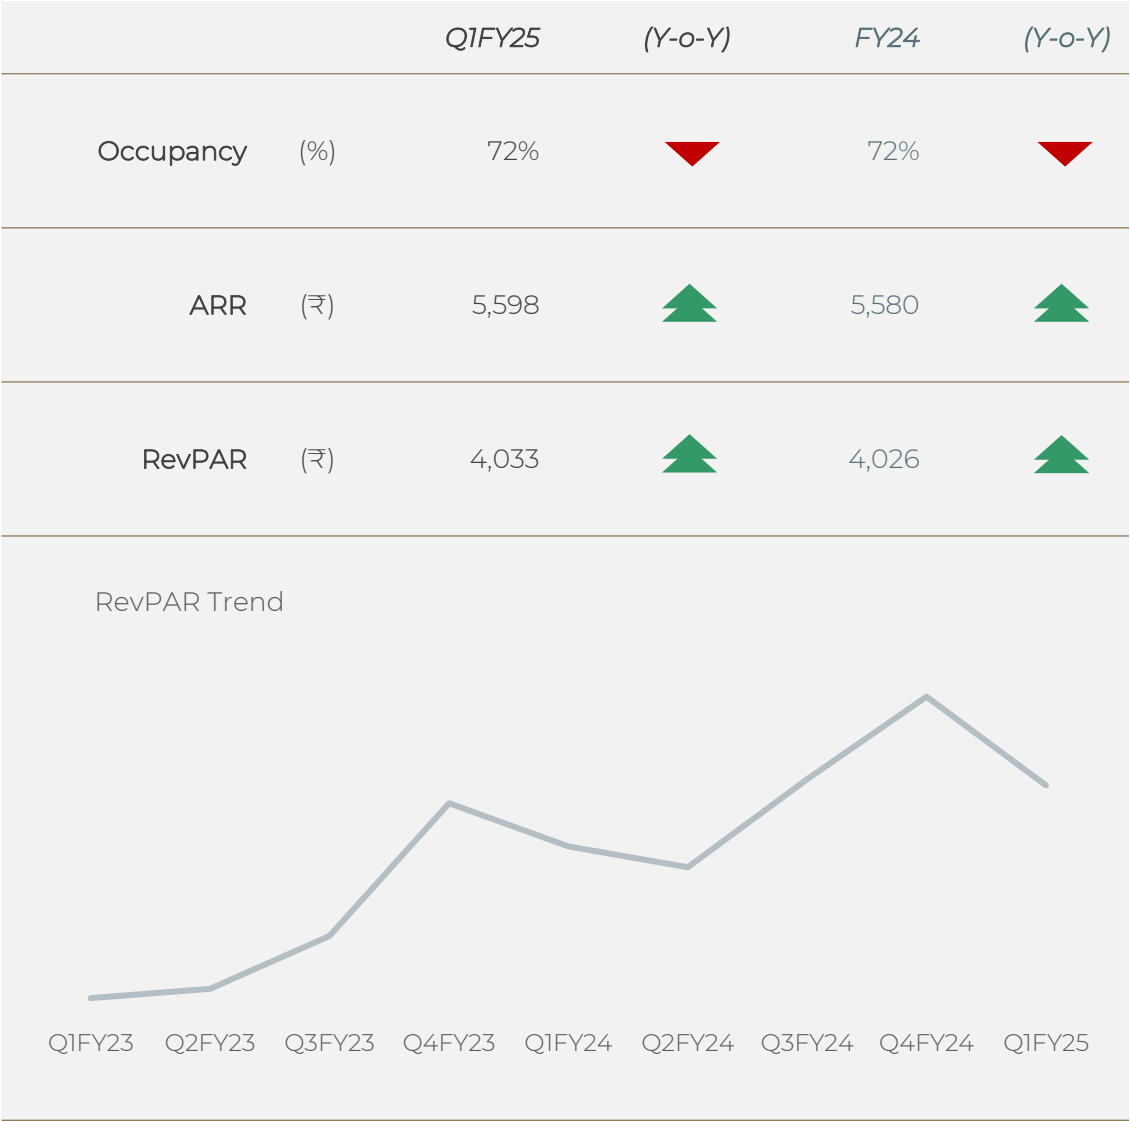 Q1FY25 (Y-o-Y) FY24 (Y-o-Y)
Occupancy (%) 72% 72%
ARR (₹) 5,598 5,580
RevPAR (₹) 4,033 4,026
RevPAR Trend
Q1FY23 Q2FY23 Q3FY23 Q4FY23 Q1FY24 Q2FY24 Q3FY24 Q4FY24 Q1FY25